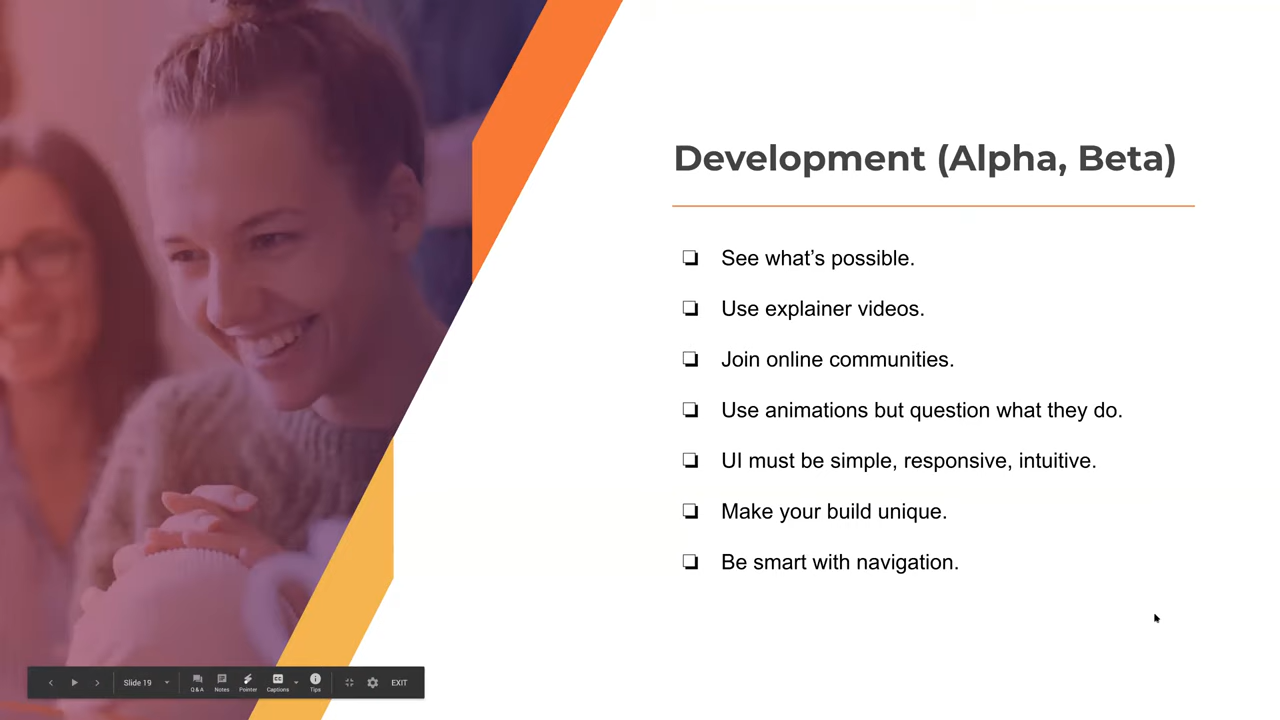 Development (Alpha, Beta)
❏ See what’s possible.
❏ Use explainer videos.
❏ Join online communities.
❏ Use animations but question what they do.
❏ UI must be simple, responsive, intuitive.
❏ Make your build unique.
❏ Be smart with navigation.
Slide 19
Q&A Notes Pointer Captions Tips
EXIT